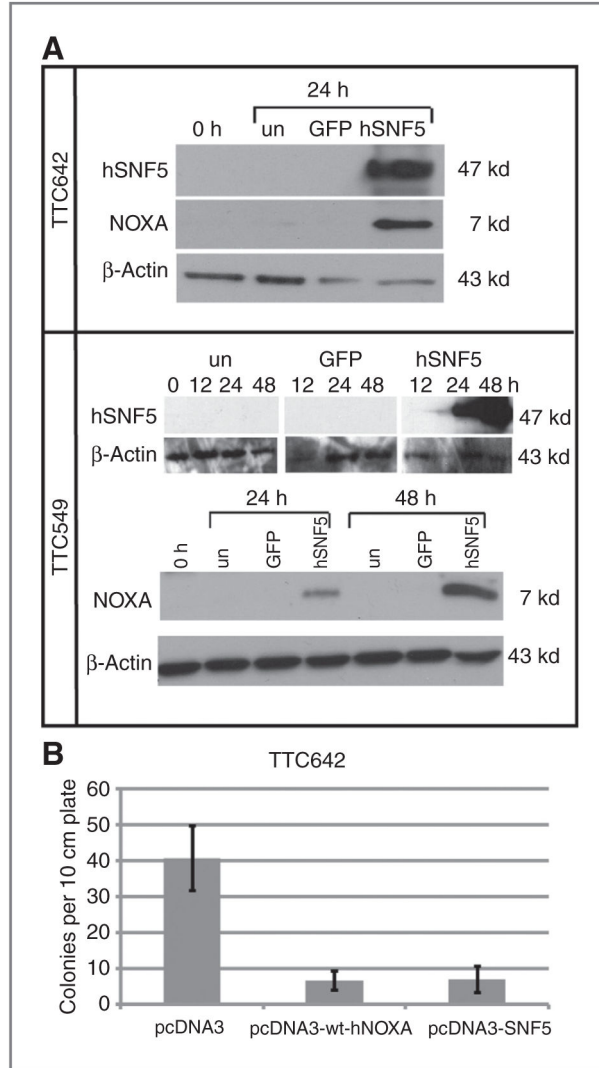 A
TTC642
24 h
0 h un GFP hSNF5
hSNF5 47 kd
NOXA 7 kd
β-Actin 43 kd
TTC549
un GFP hSNF5
0 12 24 48 12 24 48 12 24 48 h
hSNF5 47 kd
β-Actin 43 kd
24 h 48 h
0 h un GFP hSNF5 un GFP hSNF5
NOXA 7 kd
β-Actin 43 kd
B
TTC642
Colonies per 10 cm plate
60
50
40
30
20
10
0
pcDNA3 pcDNA3-wt-hNOXA pcDNA3-SNF5